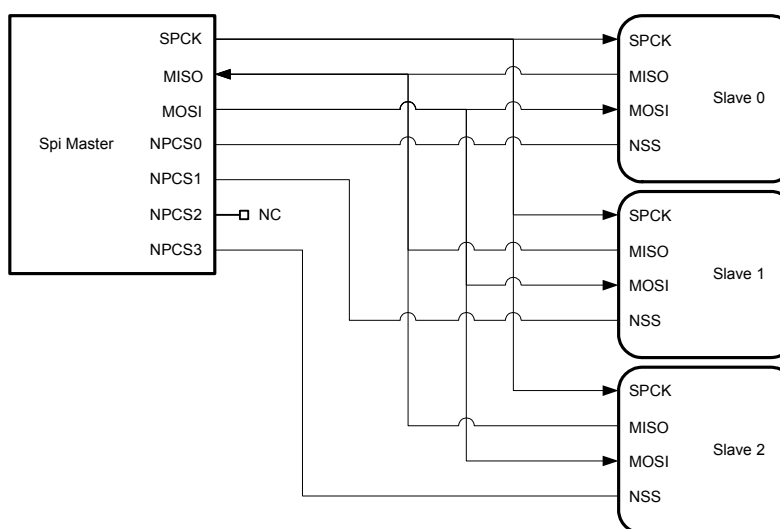 Spi Master
SPCK
MISO
MOSI
NPCS0
NPCS1
NPCS2
NC
NPCS3
SPCK
MISO
Slave 0
MOSI
NSS
SPCK
MISO
Slave 1
MOSI
NSS
SPCK
MISO
Slave 2
MOSI
NSS